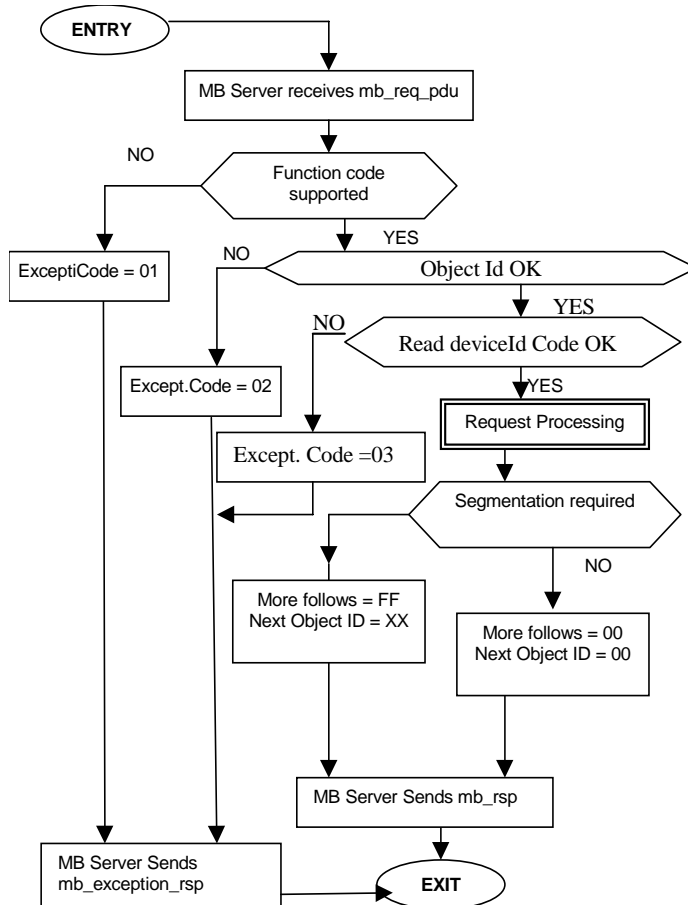 ENTRY
MB Server receives mb_req_pdu
NO
Function code
supported
YES
NO
ExceptiCode = 01
Object Id OK
YES
NO
Read deviceId Code OK
YES
Except.Code = 02
Request Processing
Except. Code =03
Segmentation required
NO
More follows = FF
Next Object ID = XX
More follows = 00
Next Object ID = 00
MB Server Sends mb_rsp
MB Server Sends
mb_exception_rsp
EXIT